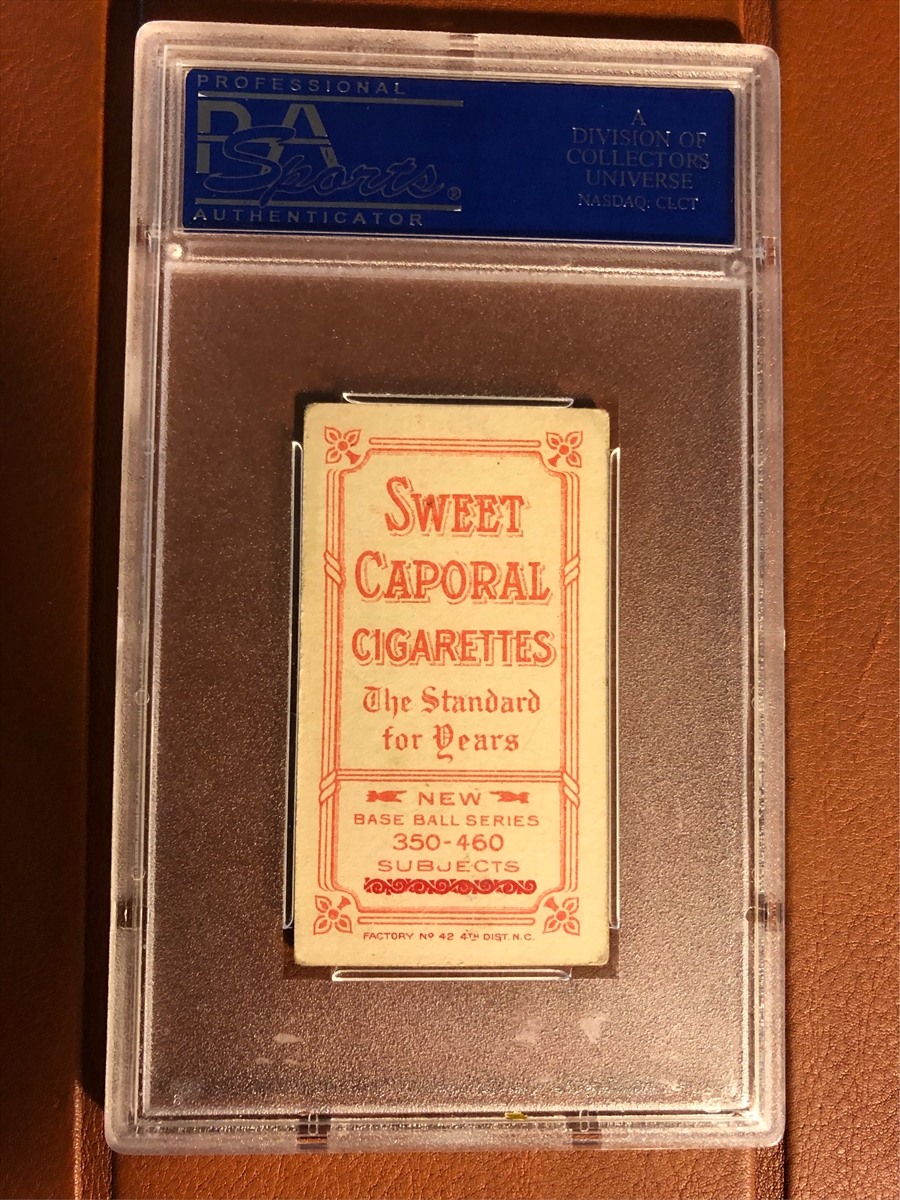 PROFESSIONAL
PSA
Sports®
AUTHENTICATOR
A
DIVISION OF
COLLECTORS
UNIVERSE
NASDAQ: CLCT
SWEET
CAPORAL
CIGARETTES
The Standard
for Years
NEW
BASE BALL SERIES
350-460
SUBJECTS
FACTORY Nº 42 4TH DIST. N.C.